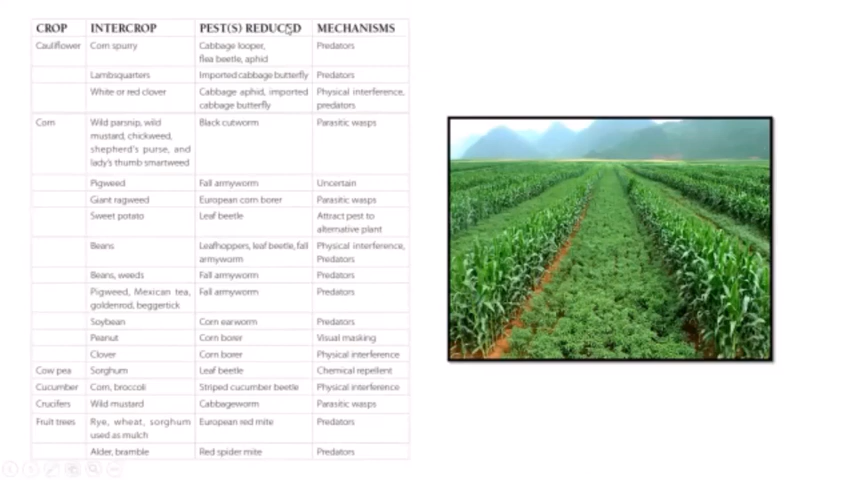 CROP INTERCROP PEST(S) REDUCED MECHANISMS
Cauliflower Corn spurry Cabbage looper, Predators
flea beetle, aphid
Lambsquarters Imported cabbage butterfly Predators
White or red clover Cabbage aphid, imported Physical interference,
cabbage butterfly predators
Corn Wild parsnip, wild Black cutworm Parasitic wasps
mustard, chickweed,
shepherd's purse, and
lady's thumb smartweed
Pigweed Fall armyworm Uncertain
Giant ragweed European corn borer Parasitic wasps
Sweet potato Leaf beetle Attract pest to
alternative plant
Beans Leafhoppers, leaf beetle, fall Physical interference,
armyworm Predators
Beans, weeds Fall armyworm Predators
Pigweed, Mexican tea, Fall armyworm Predators
goldenrod, beggertick
Soybean Corn earworm Predators
Peanut Corn borer Visual masking
Clover Corn borer Physical interference
Cow pea Sorghum Leaf beetle Chemical repellent
Cucumber Corn, broccoli Striped cucumber beetle Physical interference
Crucifers Wild mustard Cabbageworm Parasitic wasps
Fruit trees Rye, wheat, sorghum European red mite Predators
used as mulch
Alder, bramble Red spider mite Predators